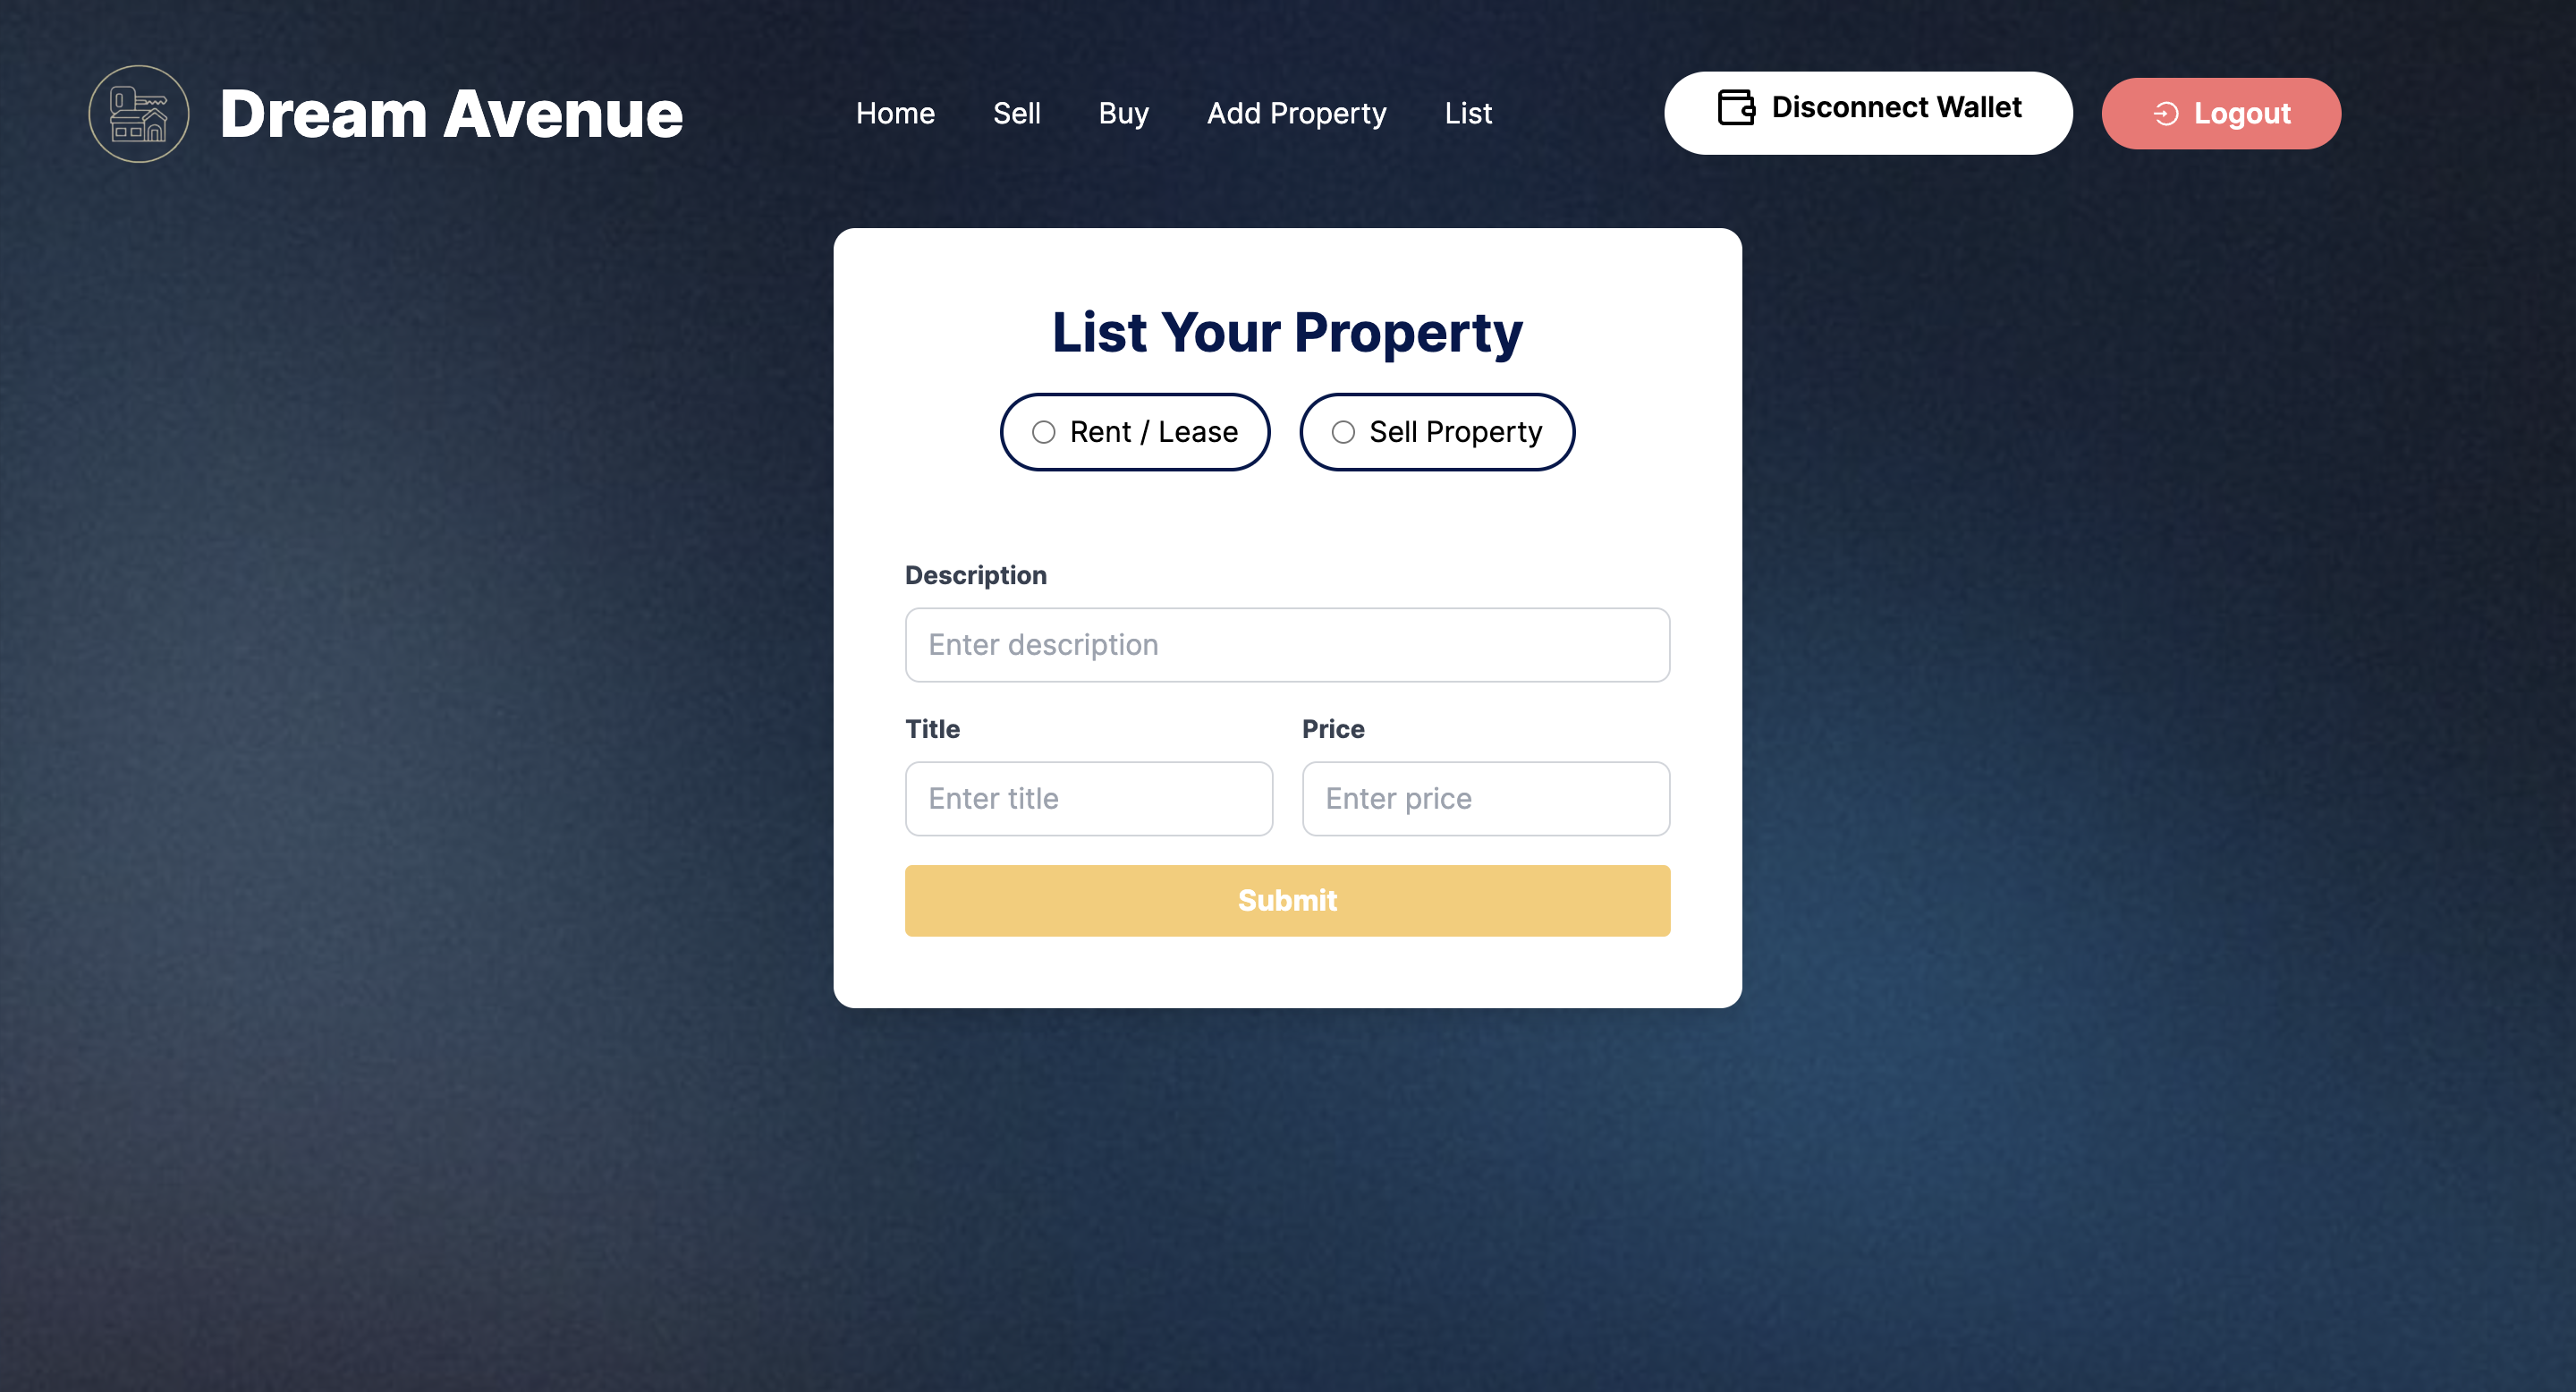 Dream Avenue
Home Sell Buy Add Property List
Disconnect Wallet
Logout
List Your Property
Rent / Lease Sell Property
Description
Enter description
Title Price
Enter title Enter price
Submit